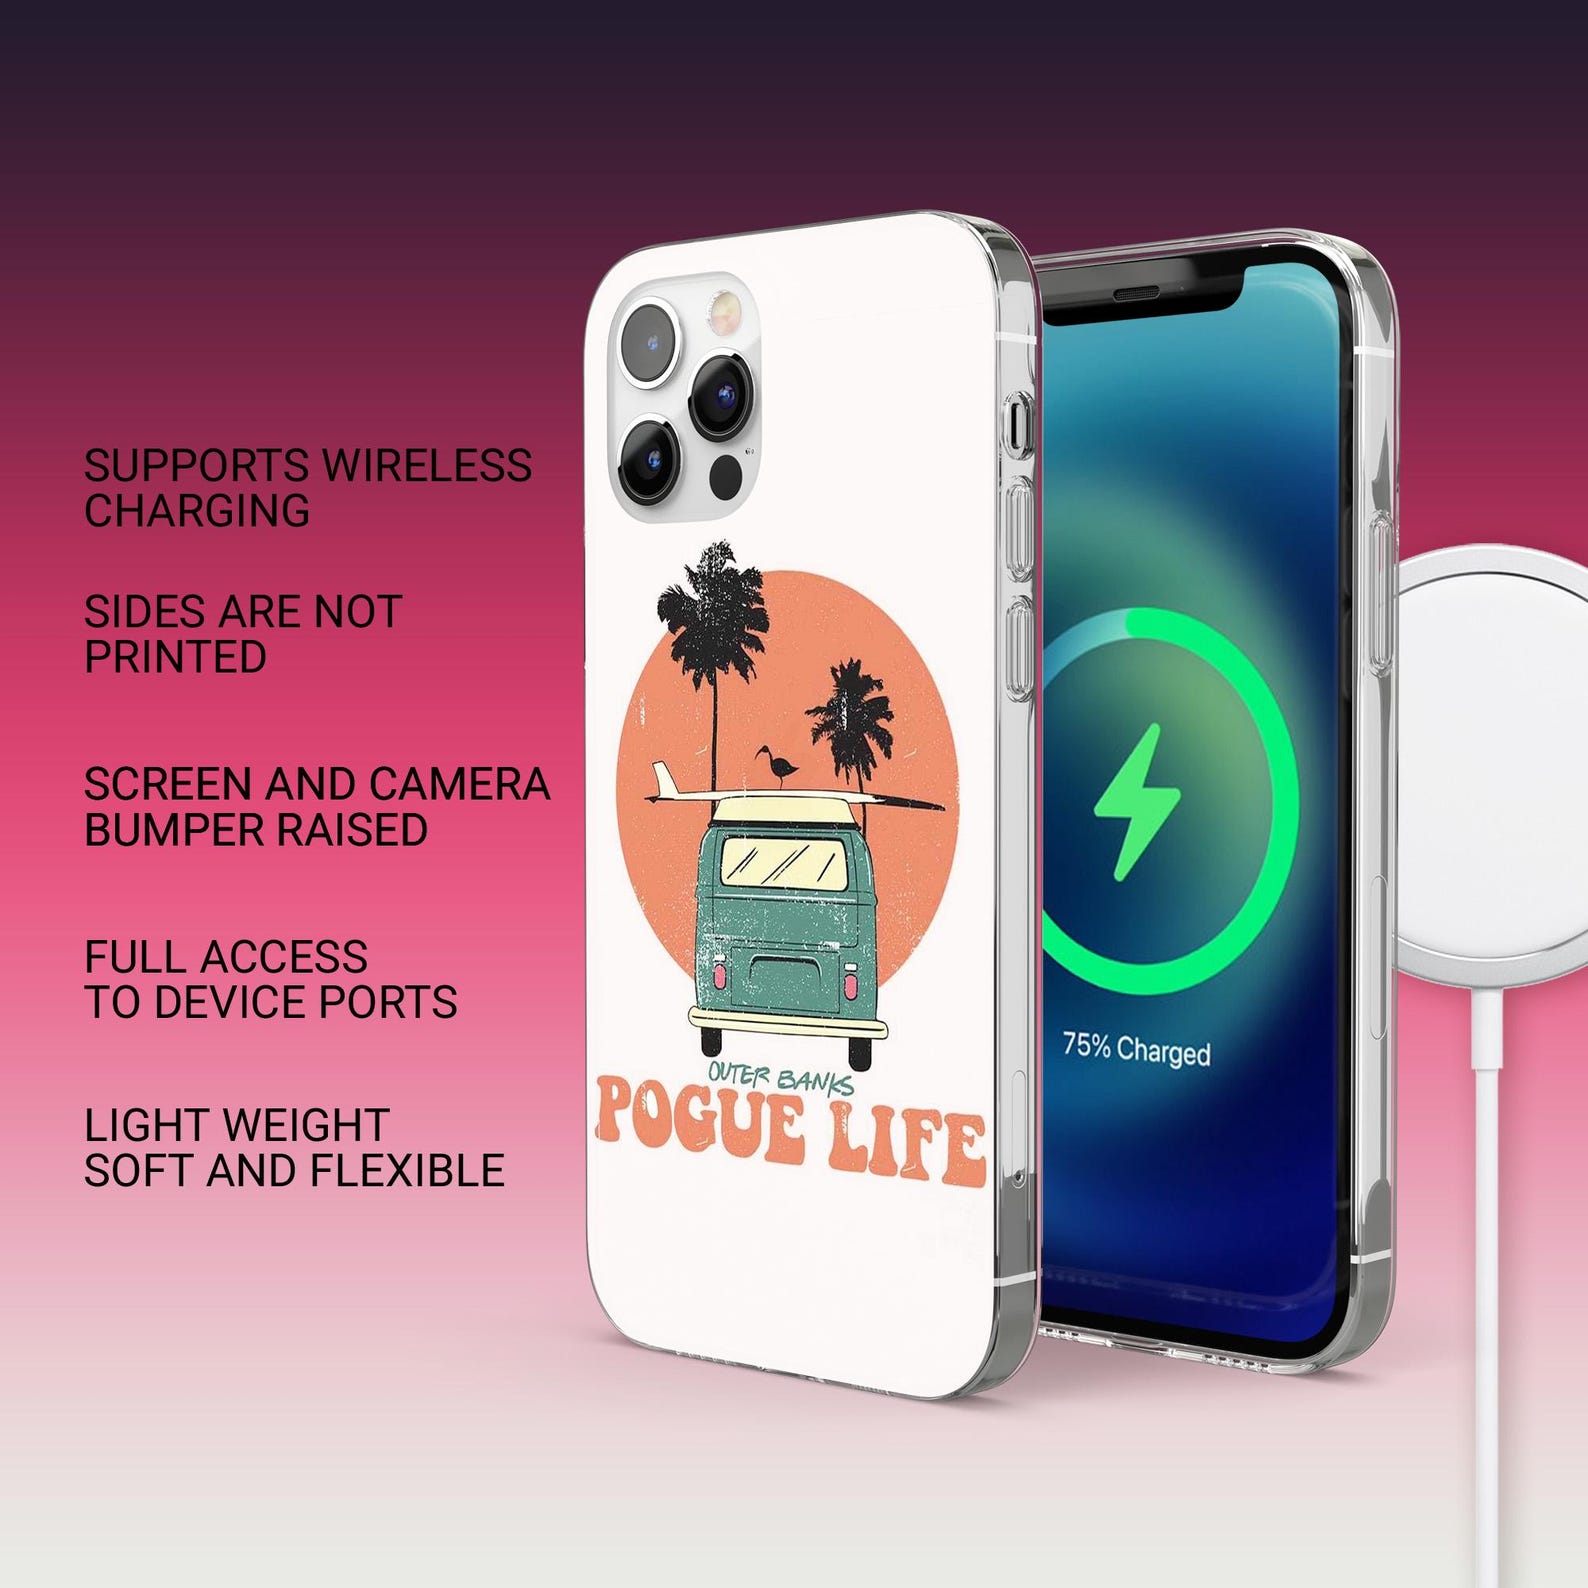 SUPPORTS WIRELESS
CHARGING
SIDES ARE NOT
PRINTED
SCREEN AND CAMERA
BUMPER RAISED
FULL ACCESS
TO DEVICE PORTS
LIGHT WEIGHT
SOFT AND FLEXIBLE
OUTER BANKS
POGUE LIFE
75% Charged